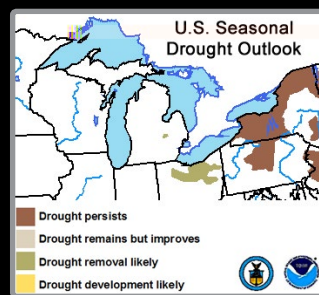 U.S. Seasonal
Drought Outlook
Drought persists
Drought remains but improves
Drought removal likely
Drought development likely